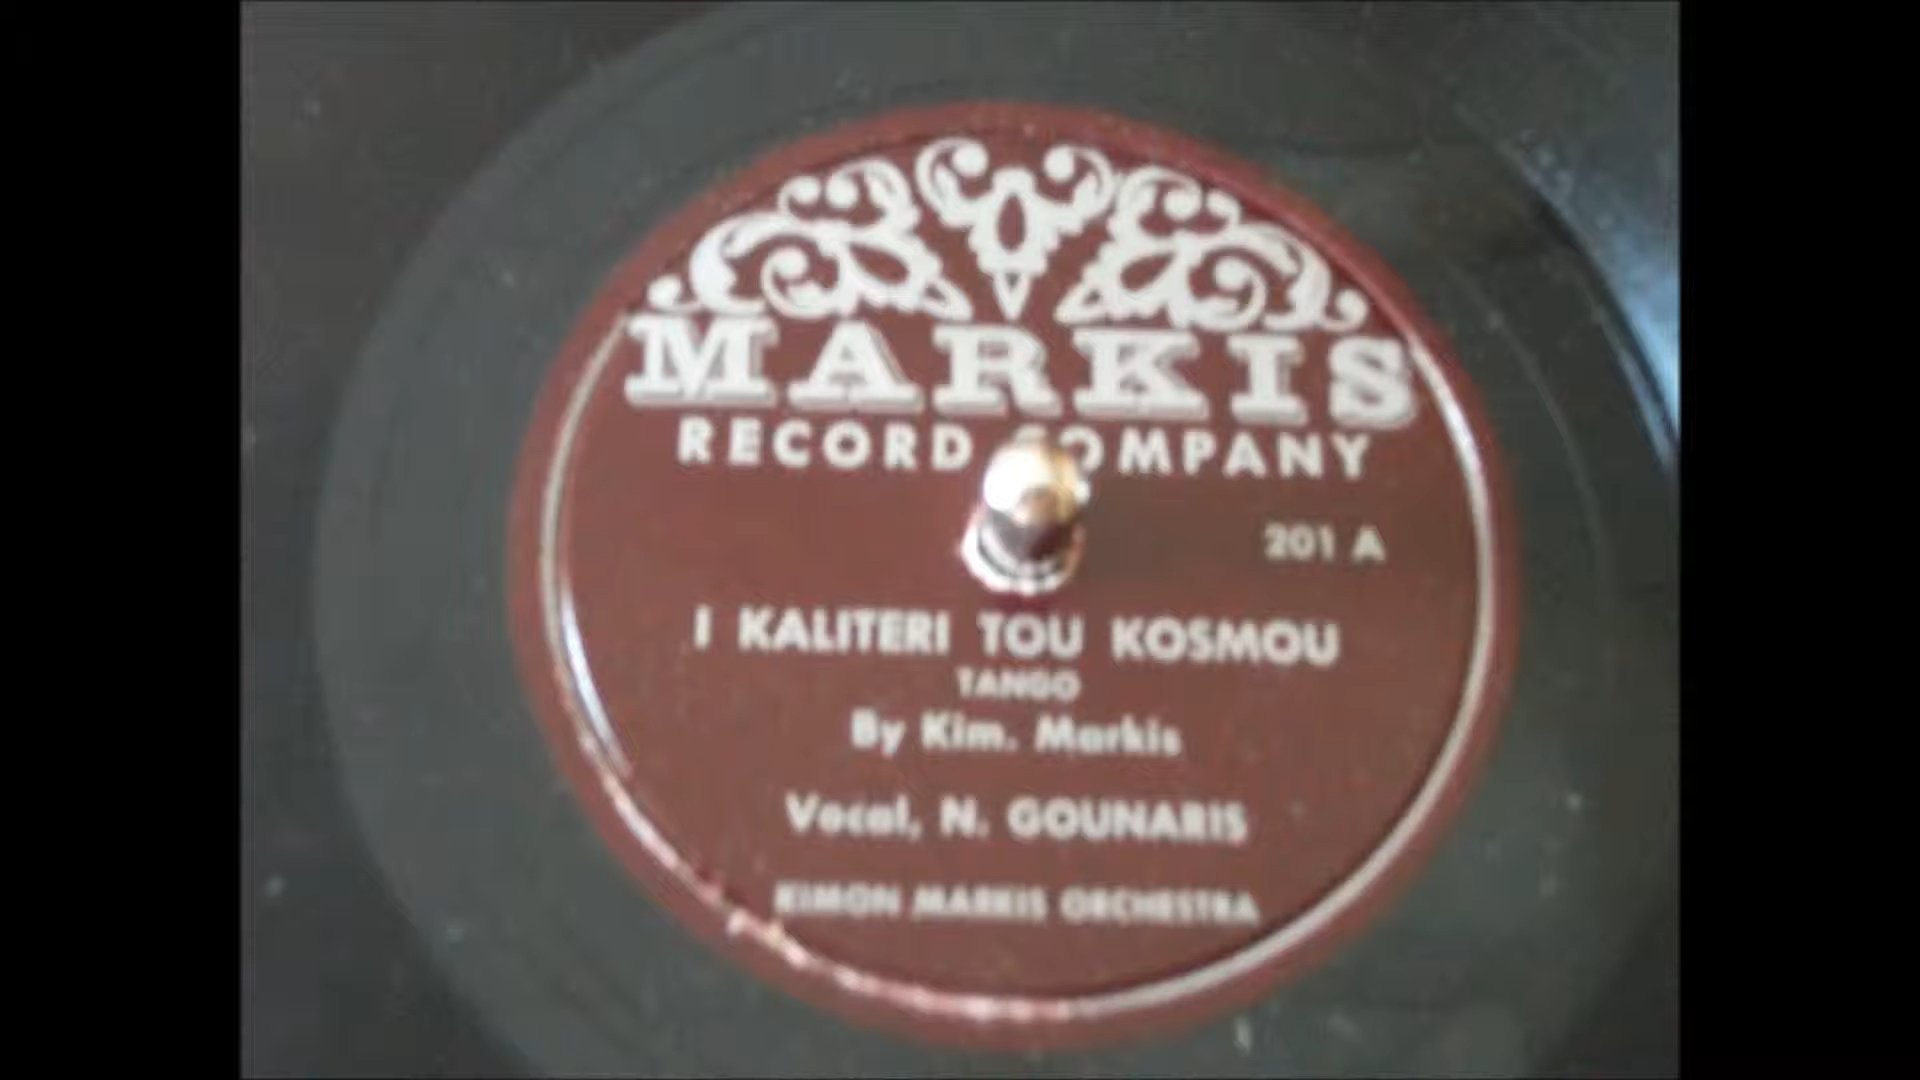 MARKIS
RECORD COMPANY
201 A
I KALITERI TOU KOSMOU
TANGO
By Kim. Markis
Vocal, N. GOUNARIS
KIMON MARKIS ORCHESTRA